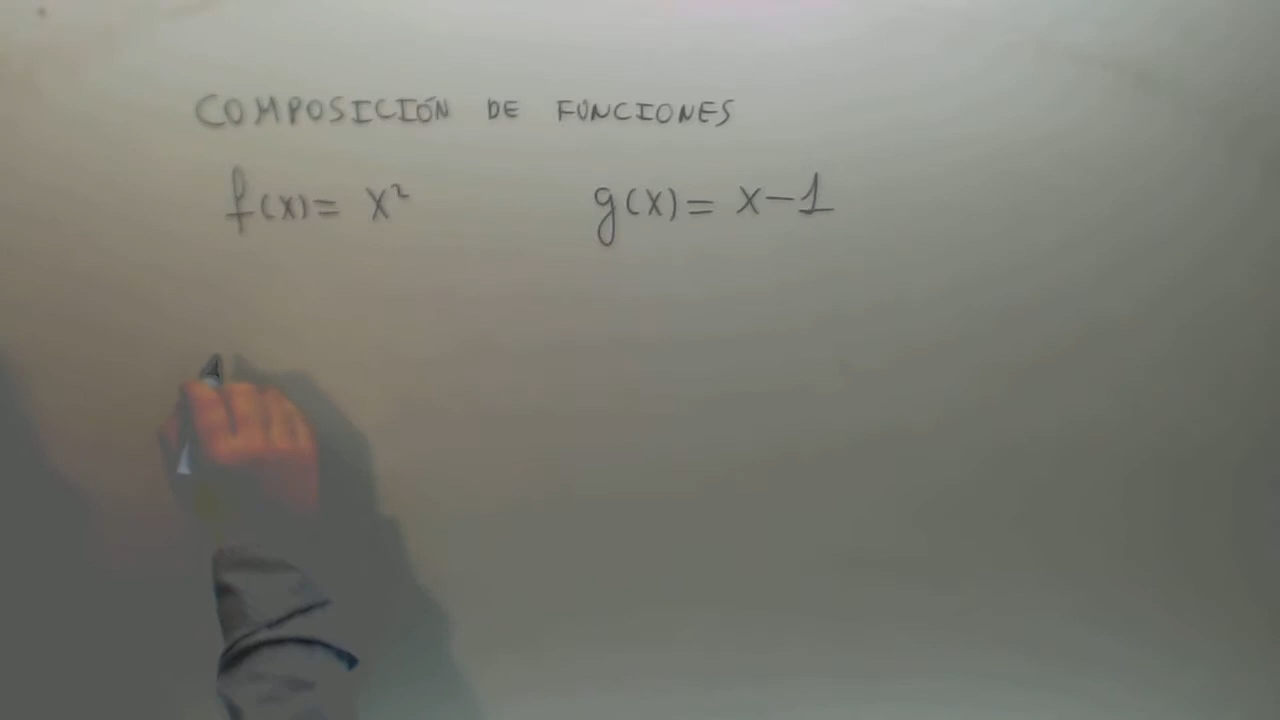 COMPOSICIÓN DE FUNCIONES
f(x)= x² g(x)= x-1